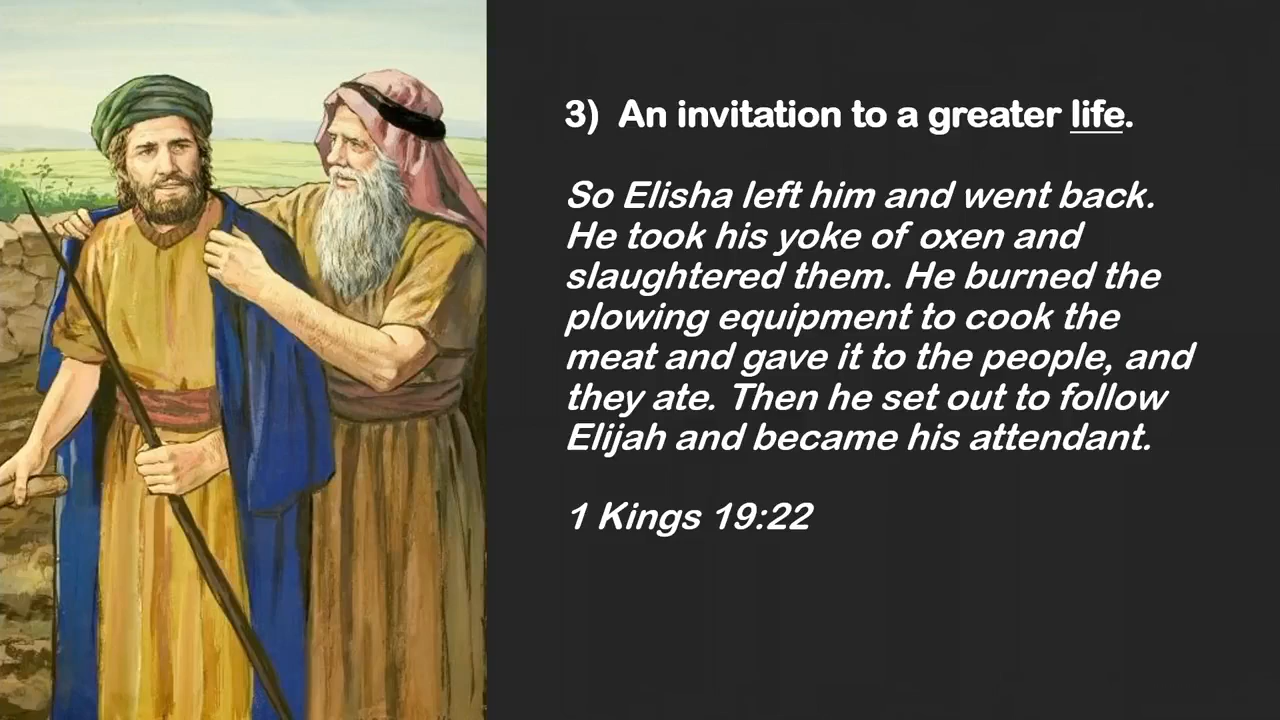 3) An invitation to a greater life.
So Elisha left him and went back.
He took his yoke of oxen and
slaughtered them. He burned the
plowing equipment to cook the
meat and gave it to the people, and
they ate. Then he set out to follow
Elijah and became his attendant.
1 Kings 19:22